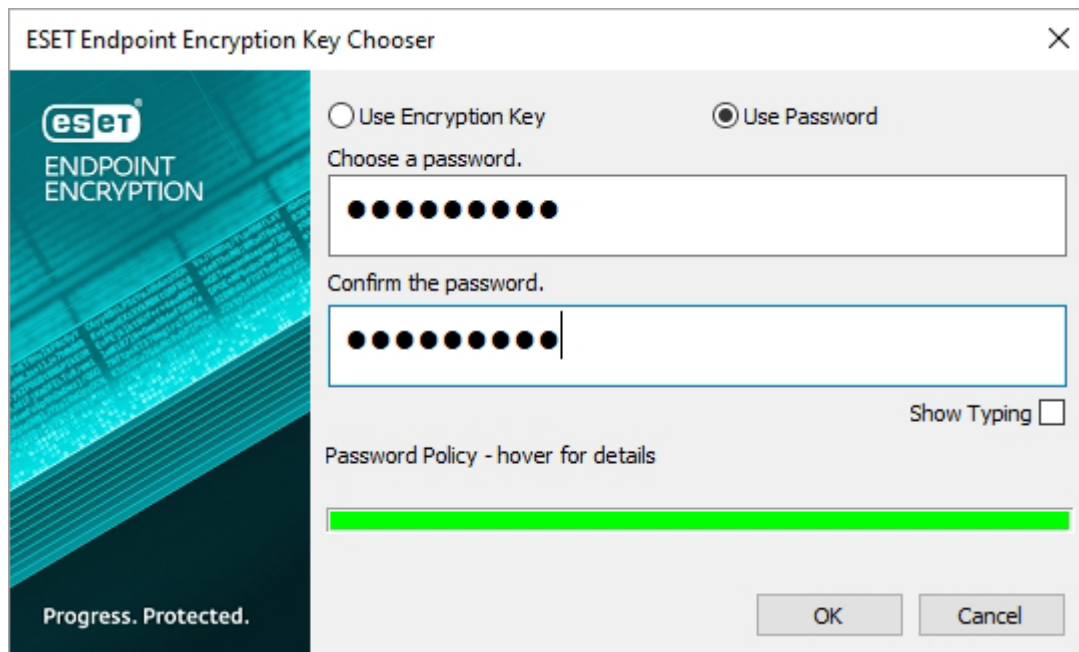 ESET Endpoint Encryption Key Chooser
eseT®
ENDPOINT
ENCRYPTION
Progress. Protected.
Use Encryption Key
Use Password
Choose a password.
●●●●●●●●●
Confirm the password.
●●●●●●●●●
Show Typing
Password Policy - hover for details
OK
Cancel